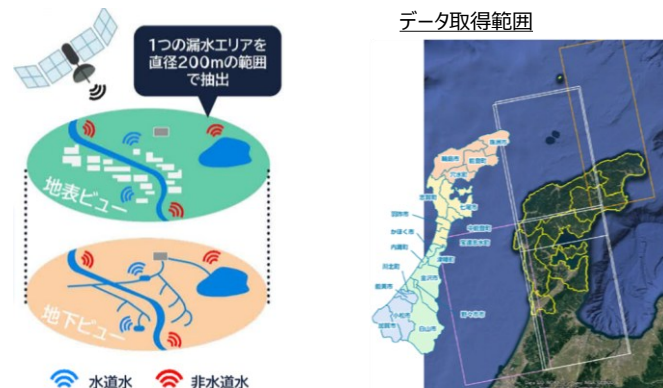 データ取得範囲
1つの漏水エリアを
直径200mの範囲
で抽出
地表ビュー
地下ビュー
水道水
非水道水
珠洲市
輪島市
能登町
穴水町
志賀町
七尾市
羽咋市
中能登町
かほく市
宝達志水町
内灘町
津幡町
川北町
金沢市
能美市
野々市市
小松市
加賀市
白山市